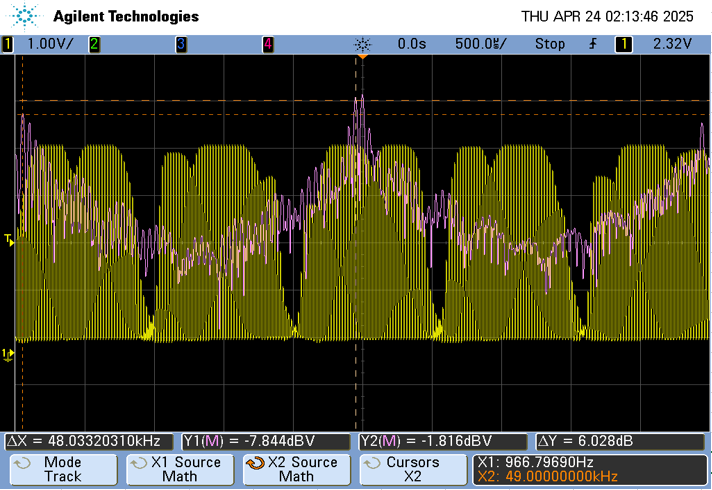 Agilent Technologies THU APR 24 02:13:46 2025
1 1.00V/ 2 3 4 0.0s 500.0㎲/ Stop 1 2.32V
T
1
ΔX = 48.03320310kHz Y1(M) = -7.844dBV Y2(M) = -1.816dBV ΔY = 6.028dB
Mode X1 Source X2 Source Cursors X1: 966.79690Hz
Track Math Math X2 X2: 49.00000000kHz